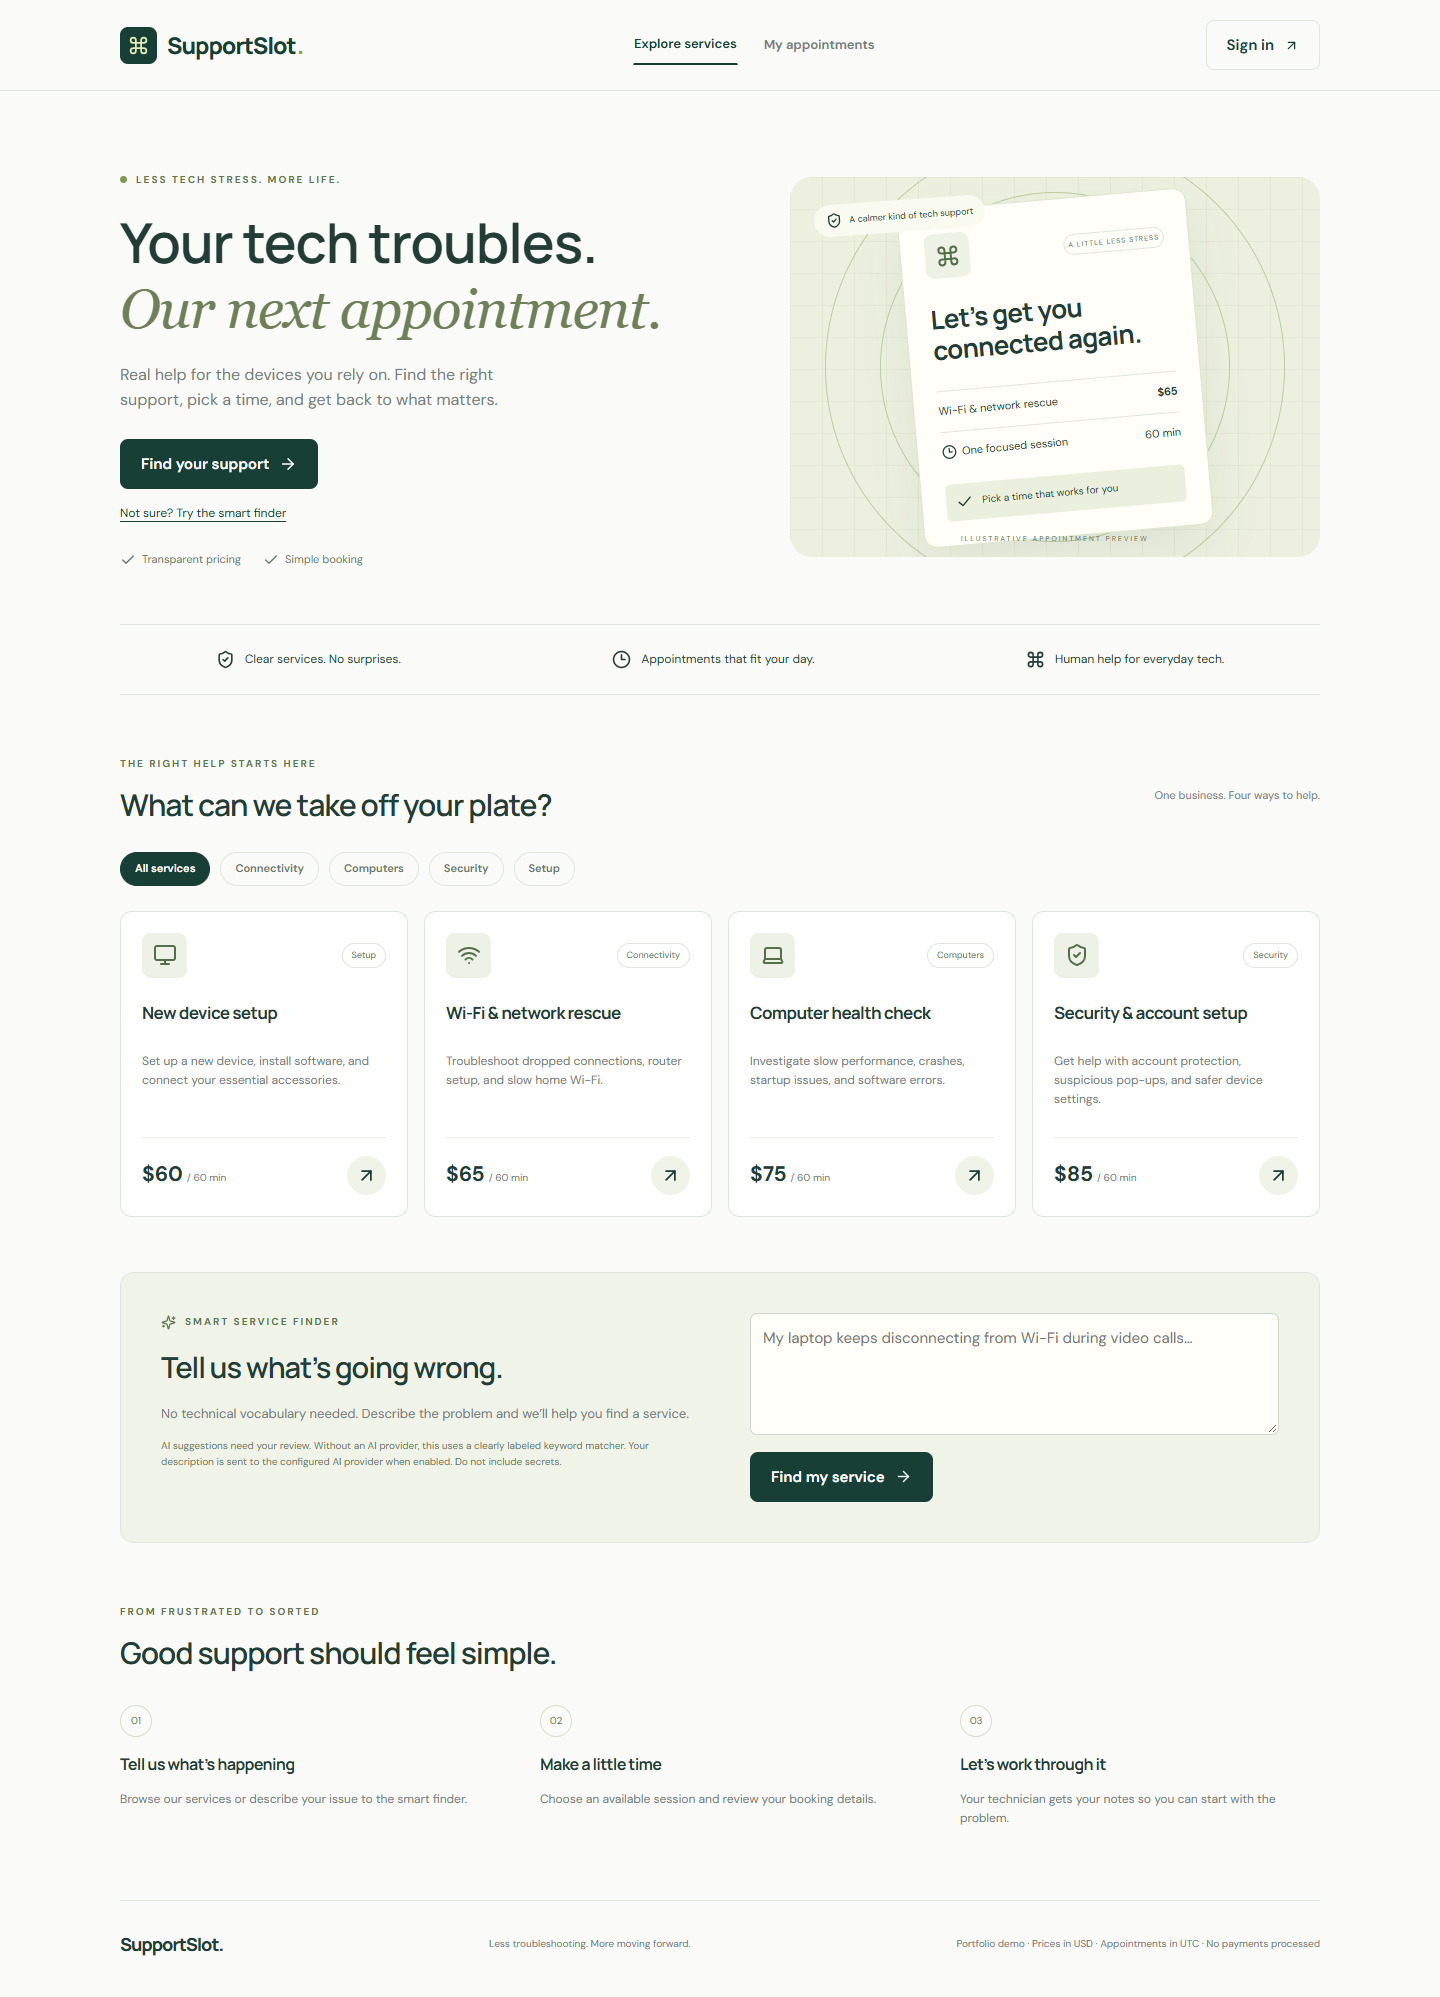 SupportSlot.
Explore services
My appointments
Sign in
LESS TECH STRESS. MORE LIFE.
Your tech troubles.
Our next appointment.
Real help for the devices you rely on. Find the right
support, pick a time, and get back to what matters.
Find your support
Not sure? Try the smart finder
Transparent pricing
Simple booking
A calmer kind of tech support
A LITTLE LESS STRESS
Let's get you
connected again.
Wi-Fi & network rescue
$65
One focused session
60 min
Pick a time that works for you
ILLUSTRATIVE APPOINTMENT PREVIEW
Clear services. No surprises.
Appointments that fit your day.
Human help for everyday tech.
THE RIGHT HELP STARTS HERE
What can we take off your plate?
One business. Four ways to help.
All services
Connectivity
Computers
Security
Setup
Setup
New device setup
Set up a new device, install software, and
connect your essential accessories.
$60 / 60 min
Connectivity
Wi-Fi & network rescue
Troubleshoot dropped connections, router
setup, and slow home Wi-Fi.
$65 / 60 min
Computers
Computer health check
Investigate slow performance, crashes,
startup issues, and software errors.
$75 / 60 min
Security
Security & account setup
Get help with account protection,
suspicious pop-ups, and safer device
settings.
$85 / 60 min
SMART SERVICE FINDER
Tell us what's going wrong.
No technical vocabulary needed. Describe the problem and we'll help you find a service.
AI suggestions need your review. Without an AI provider, this uses a clearly labeled keyword matcher. Your
description is sent to the configured AI provider when enabled. Do not include secrets.
My laptop keeps disconnecting from Wi-Fi during video calls...
Find my service
FROM FRUSTRATED TO SORTED
Good support should feel simple.
01
Tell us what's happening
Browse our services or describe your issue to the smart finder.
02
Make a little time
Choose an available session and review your booking details.
03
Let's work through it
Your technician gets your notes so you can start with the
problem.
SupportSlot.
Less troubleshooting. More moving forward.
Portfolio demo · Prices in USD · Appointments in UTC · No payments processed